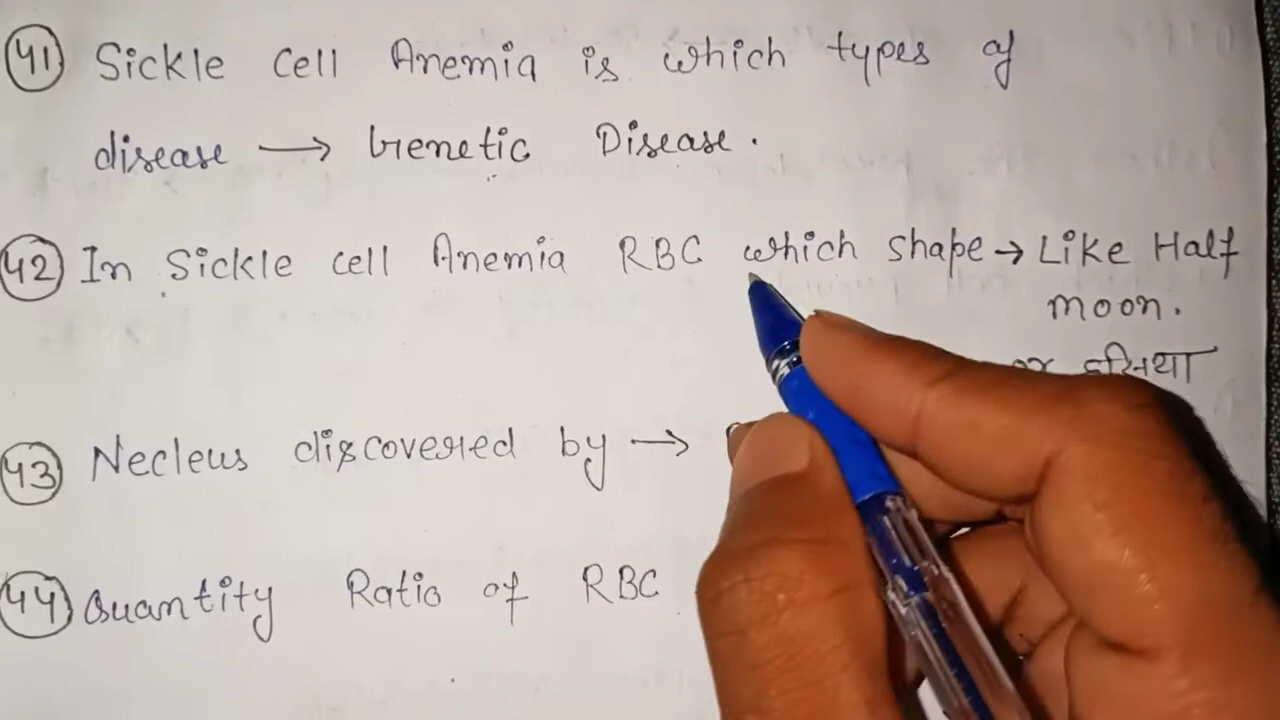 41 Sickle Cell Anemia is which types of
disease → Genetic Disease.
42 In Sickle cell Anemia RBC which shape → Like Half
moon.
हसिया
43 Necleus discovered by →
44 Quantity Ratio of RBC